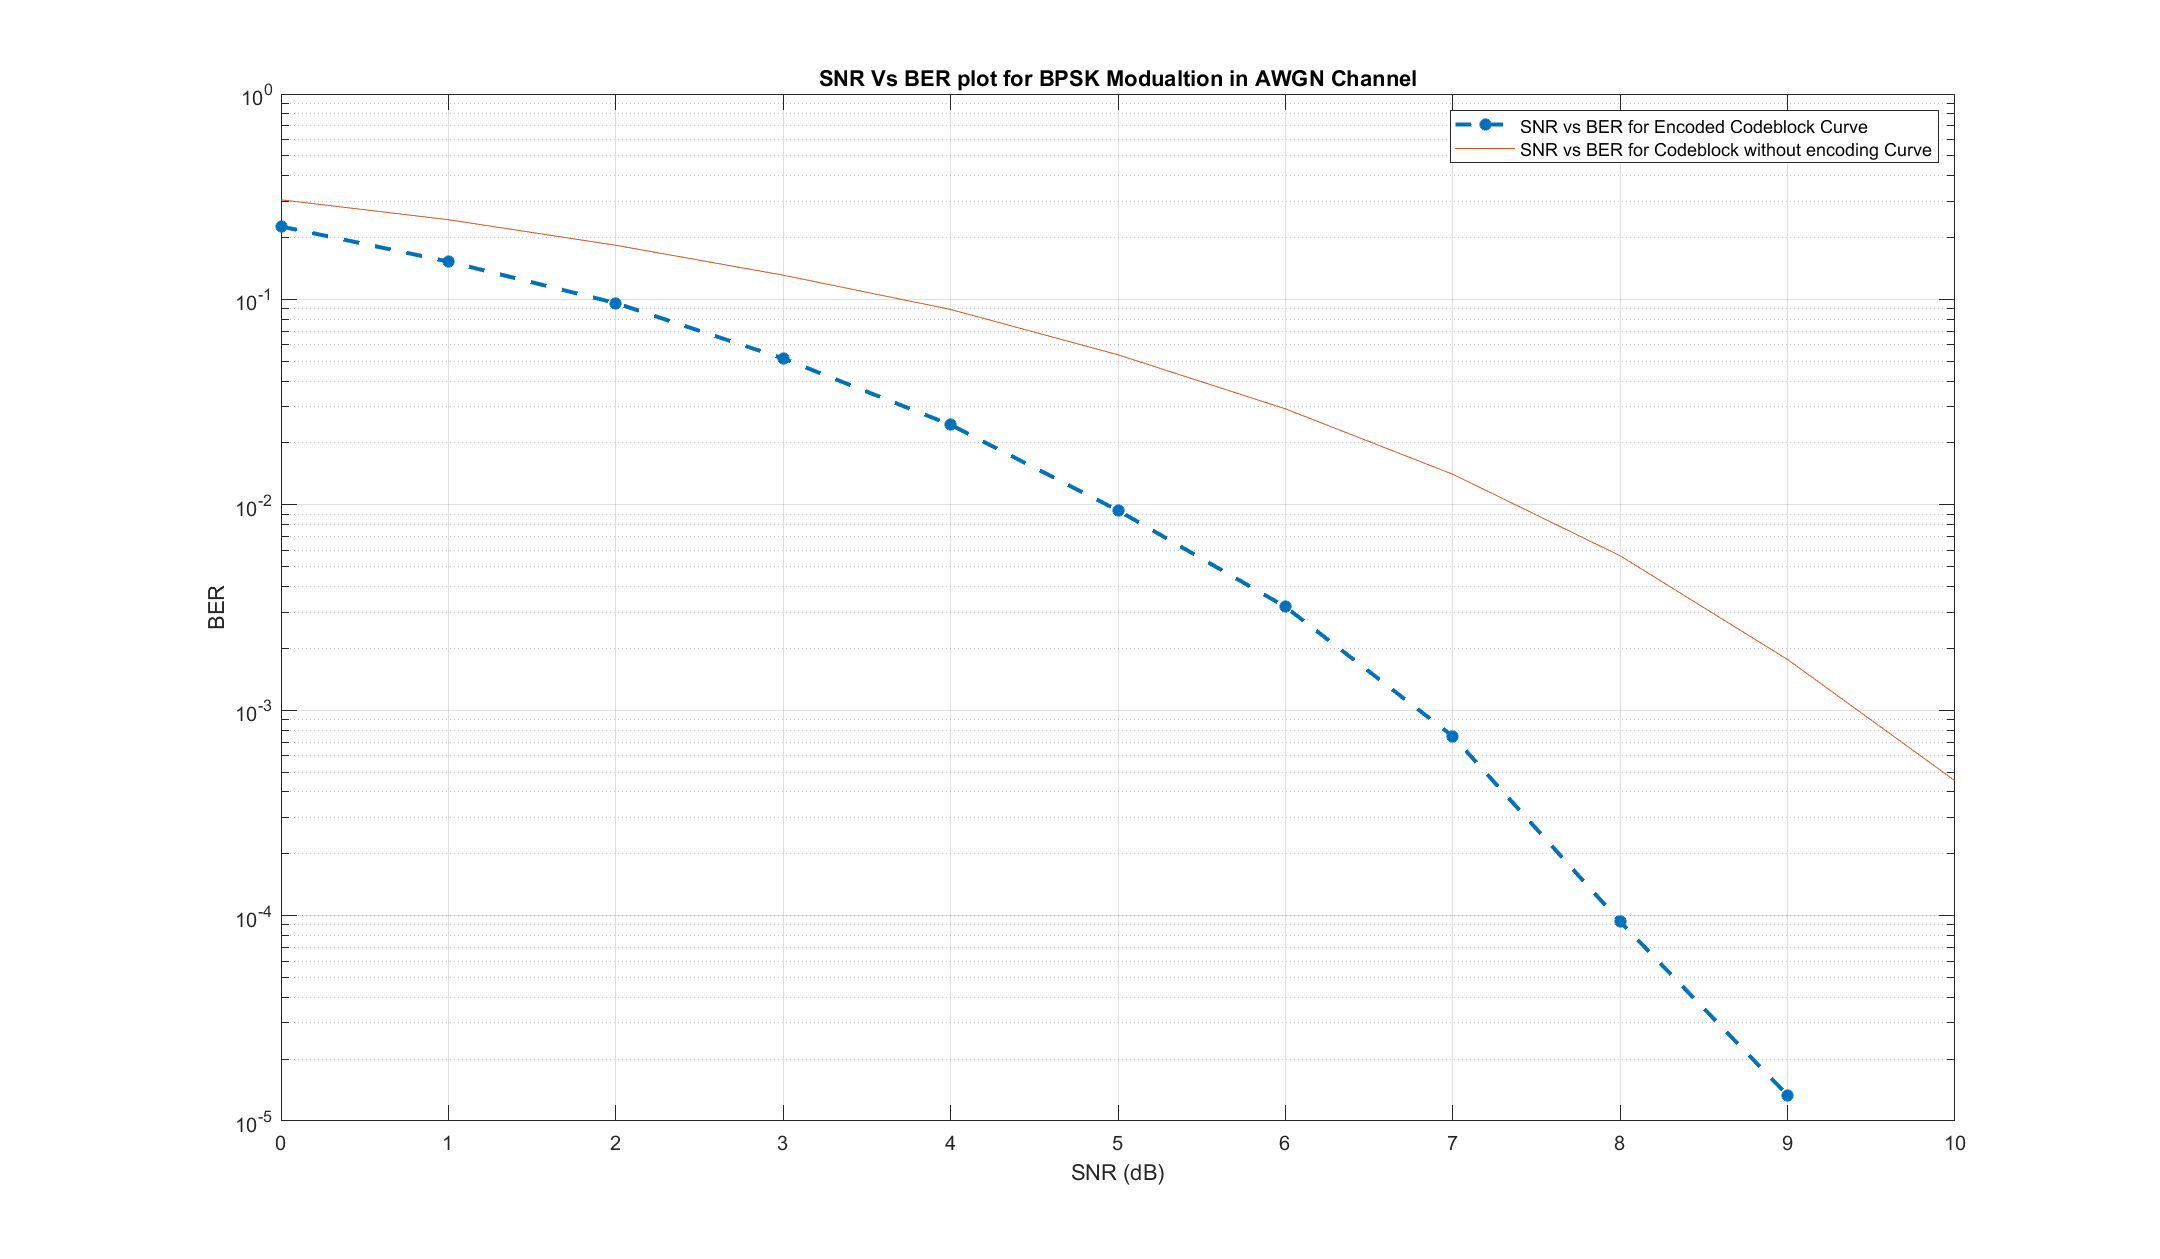 SNR Vs BER plot for BPSK Modualtion in AWGN Channel
SNR vs BER for Encoded Codeblock Curve
SNR vs BER for Codeblock without encoding Curve
10^0
10^-1
10^-2
10^-3
10^-4
10^-5
BER
0 1 2 3 4 5 6 7 8 9 10
SNR (dB)